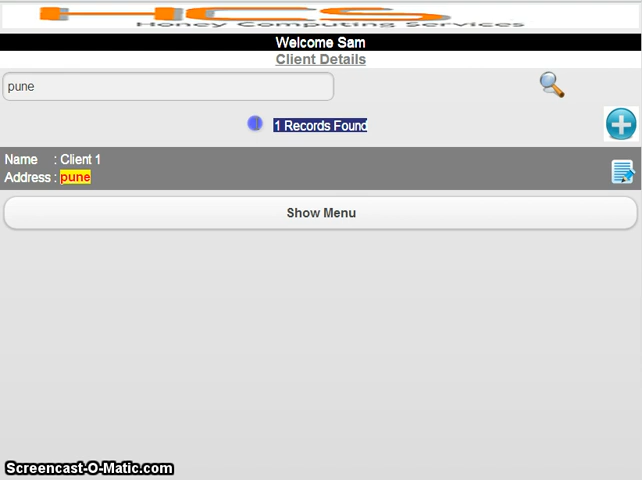 HCS
Honey Computing Services
Welcome Sam
Client Details
pune
1 Records Found
Name : Client 1
Address : pune
Show Menu
Screencast-O-Matic.com